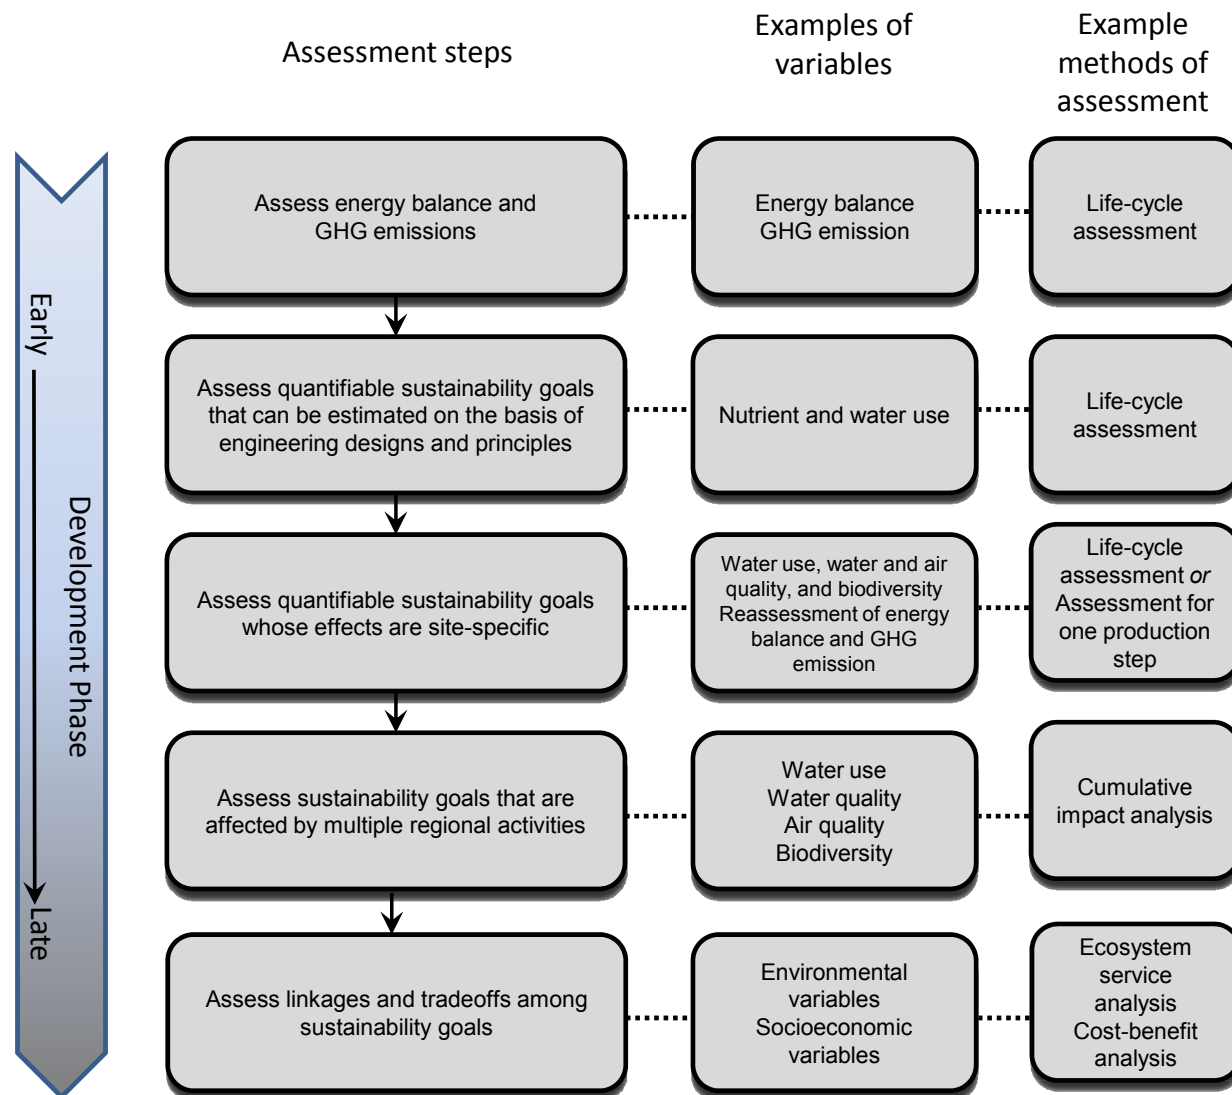 Assessment steps
Examples of
variables
Example
methods of
assessment
Early
Development Phase
Late
Assess energy balance and
GHG emissions
Energy balance
GHG emission
Life-cycle
assessment
Assess quantifiable sustainability goals
that can be estimated on the basis of
engineering designs and principles
Nutrient and water use
Life-cycle
assessment
Assess quantifiable sustainability goals
whose effects are site-specific
Water use, water and air
quality, and biodiversity
Reassessment of energy
balance and GHG
emission
Life-cycle
assessment or
Assessment for
one production
step
Assess sustainability goals that are
affected by multiple regional activities
Water use
Water quality
Air quality
Biodiversity
Cumulative
impact analysis
Assess linkages and tradeoffs among
sustainability goals
Environmental
variables
Socioeconomic
variables
Ecosystem
service
analysis
Cost-benefit
analysis